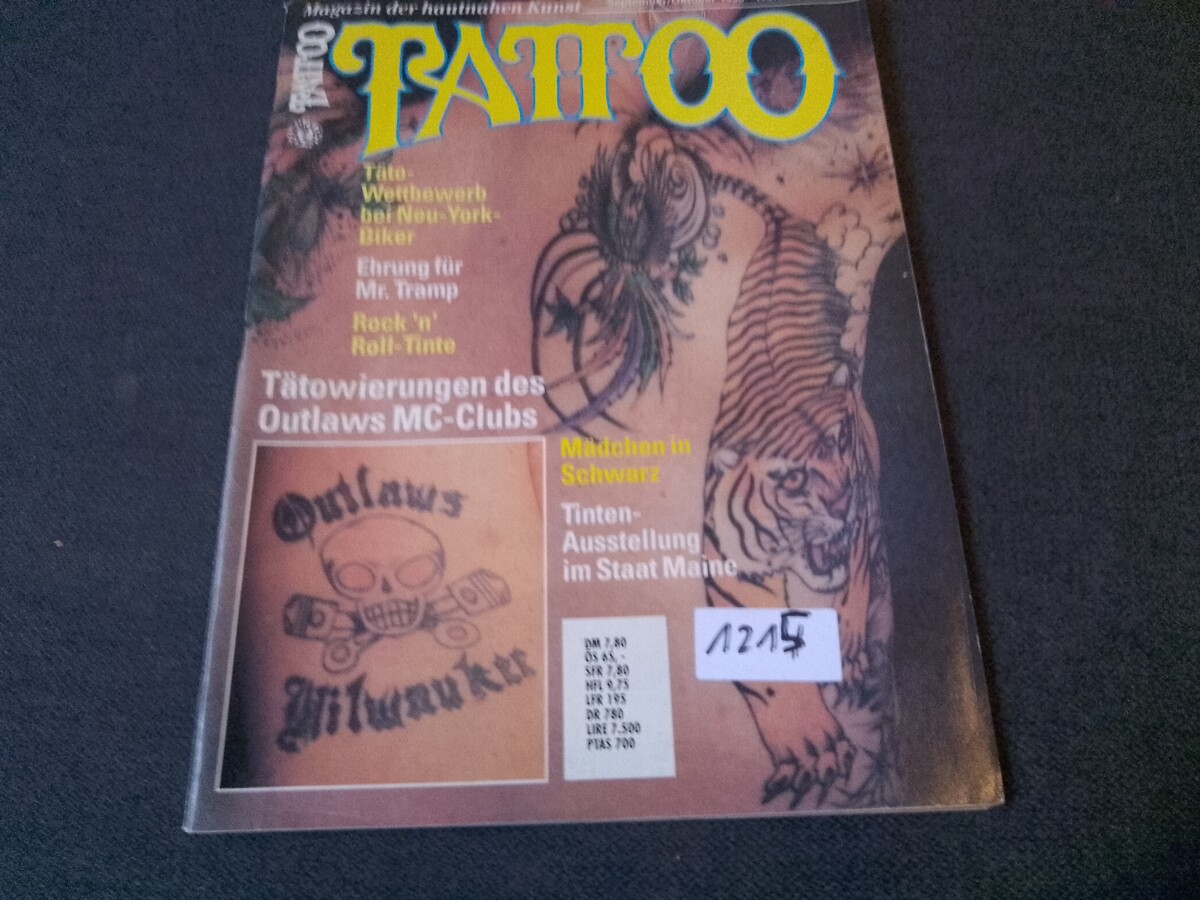 Magazin der hautnahen Kunst
TATTOO
TATTOO
Täto-
Wettbewerb
bei Neu-York-
Biker
Ehrung für
Mr. Tramp
Rock 'n'
Roll-Tinte
Tätowierungen des
Outlaws MC-Clubs
Outlaws
Milwaukee
Mädchen in
Schwarz
Tinten-
Ausstellung
im Staat Maine
DM 7,80
ÖS 65,-
SFR 7,80
HFL 9,75
LFR 195
DR 780
LIRE 7.500
PTAS 700
1215